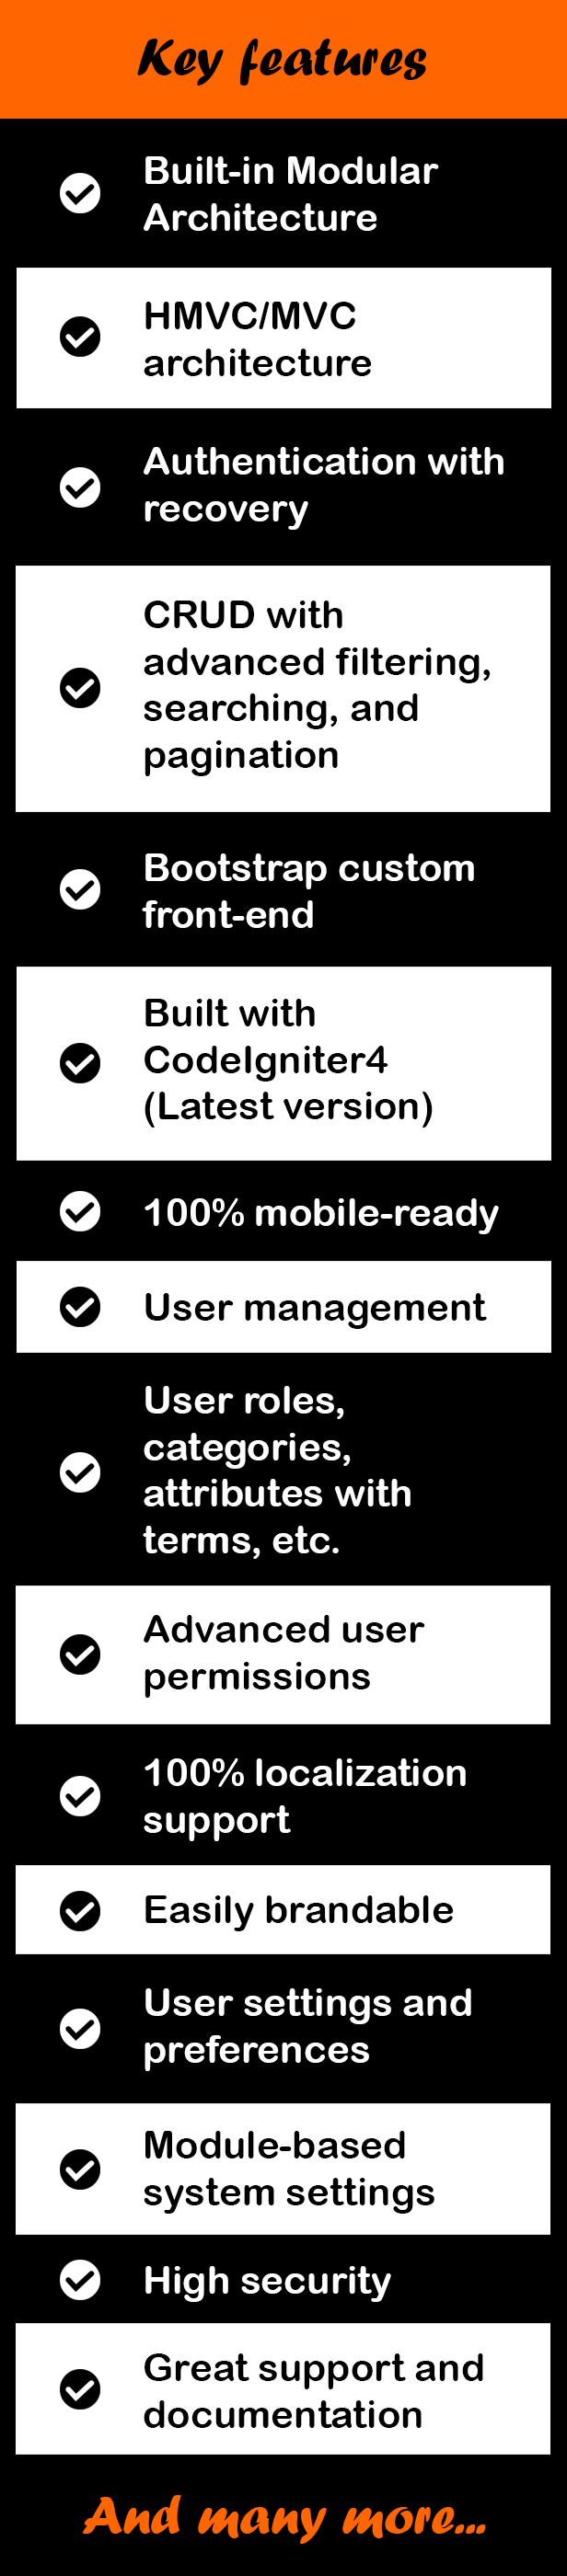 Key features
Built-in Modular
Architecture
HMVC/MVC
architecture
Authentication with
recovery
CRUD with
advanced filtering,
searching, and
pagination
Bootstrap custom
front-end
Built with
CodeIgniter4
(Latest version)
100% mobile-ready
User management
User roles,
categories,
attributes with
terms, etc.
Advanced user
permissions
100% localization
support
Easily brandable
User settings and
preferences
Module-based
system settings
High security
Great support and
documentation
And many more...